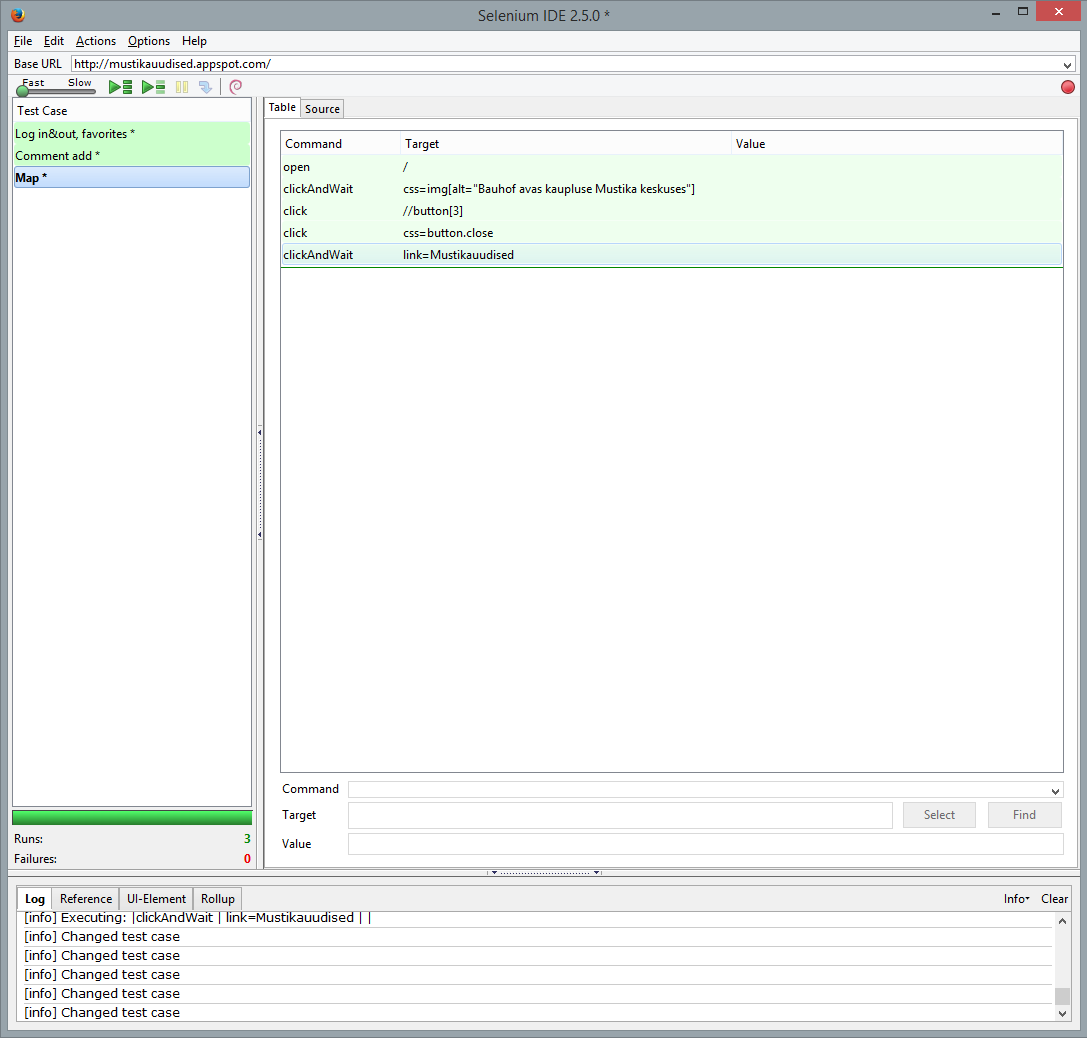 Selenium IDE 2.5.0 *
File Edit Actions Options Help
Base URL http://mustikauudised.appspot.com/
Fast Slow
Test Case
Log in&out, favorites *
Comment add *
Map *
Runs: 3
Failures: 0
Table Source
Command Target Value
open /
clickAndWait css=img[alt="Bauhof avas kaupluse Mustika keskuses"]
click //button[3]
click css=button.close
clickAndWait link=Mustikauudised
Command
Target Select Find
Value
Log Reference UI-Element Rollup Info Clear
[info] Executing: |clickAndWait | link=Mustikauudised | |
[info] Changed test case
[info] Changed test case
[info] Changed test case
[info] Changed test case
[info] Changed test case